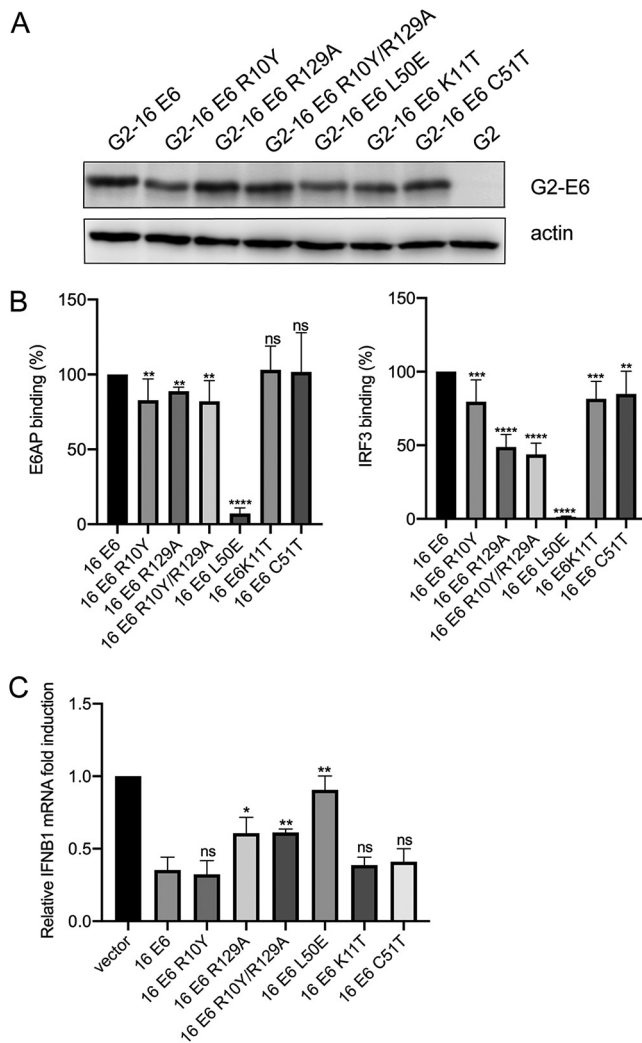 A
G2-16 E6
G2-16 E6 R10Y
G2-16 E6 R129A
G2-16 E6 R10Y/R129A
G2-16 E6 L50E
G2-16 E6 K11T
G2-16 E6 C51T
G2
G2-E6
actin
B
E6AP binding (%)
150
100
50
0
**
**
**
****
ns
ns
16 E6
16 E6 R10Y
16 E6 R129A
16 E6 R10Y/R129A
16 E6 L50E
16 E6K11T
16 E6 C51T
IRF3 binding (%)
150
100
50
0
***
****
****
****
***
**
16 E6
16 E6 R10Y
16 E6 R129A
16 E6 R10Y/R129A
16 E6 L50E
16 E6K11T
16 E6 C51T
C
Relative IFNB1 mRNA fold induction
1.5
1.0
0.5
0.0
ns
*
**
**
ns
ns
vector
16 E6
16 E6 R10Y
16 E6 R129A
16 E6 R10Y/R129A
16 E6 L50E
16 E6 K11T
16 E6 C51T